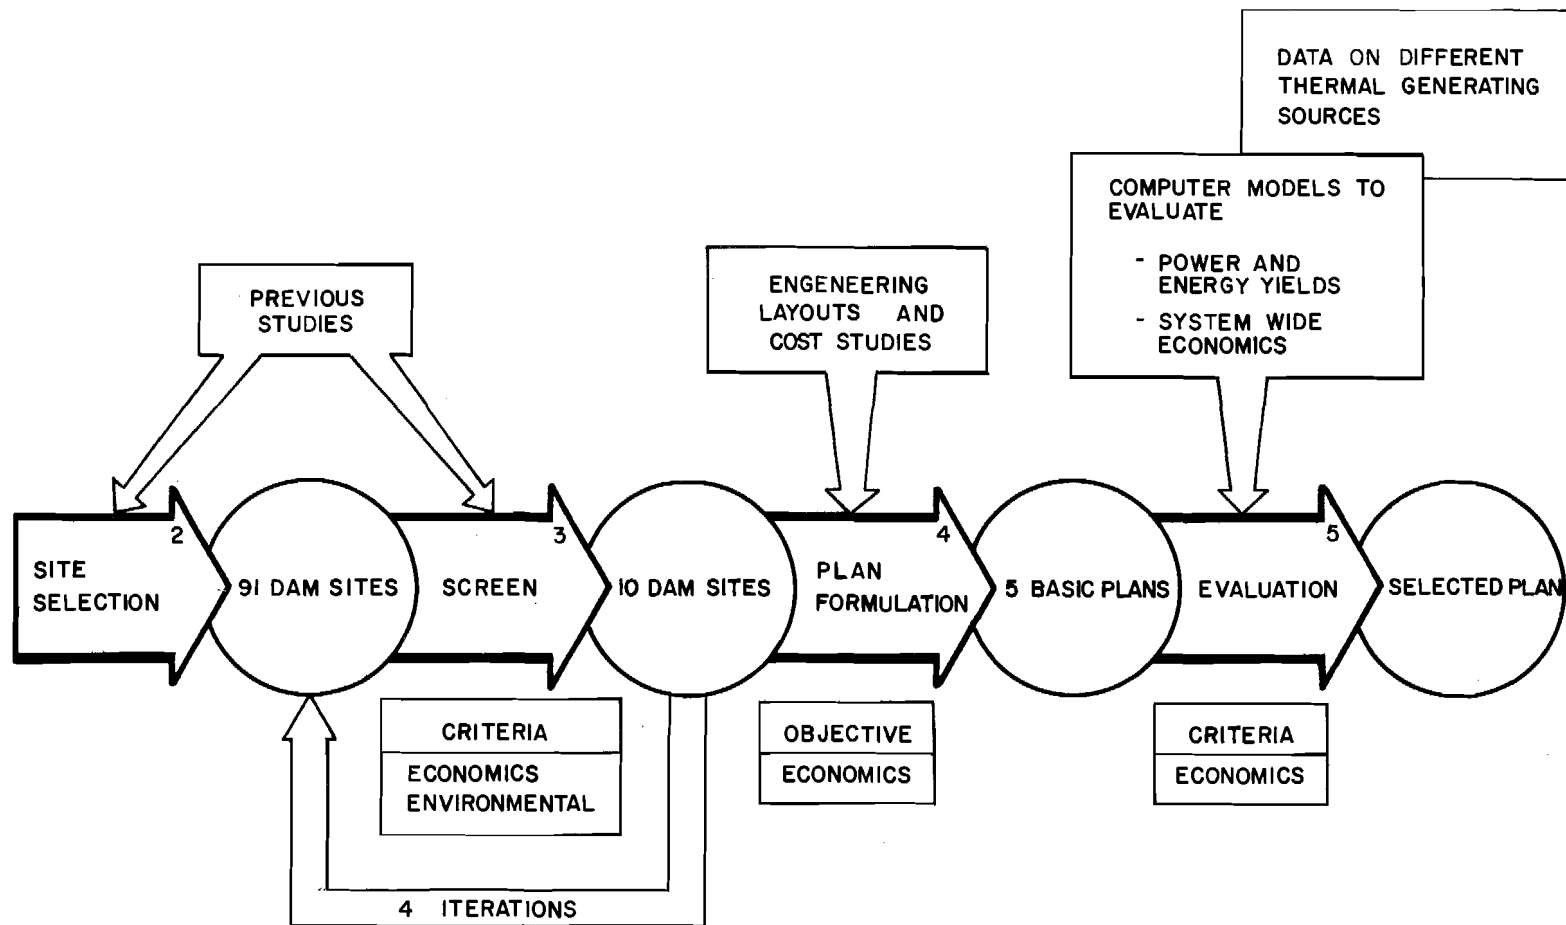 DATA ON DIFFERENT
THERMAL GENERATING
SOURCES
COMPUTER MODELS TO
EVALUATE
- POWER AND
ENERGY YIELDS
- SYSTEM WIDE
ECONOMICS
PREVIOUS
STUDIES
ENGENEERING
LAYOUTS AND
COST STUDIES
2
SITE
SELECTION
91 DAM SITES
3
SCREEN
10 DAM SITES
4
PLAN
FORMULATION
5 BASIC PLANS
5
EVALUATION
SELECTED PLAN
CRITERIA
ECONOMICS
ENVIRONMENTAL
OBJECTIVE
ECONOMICS
CRITERIA
ECONOMICS
4 ITERATIONS